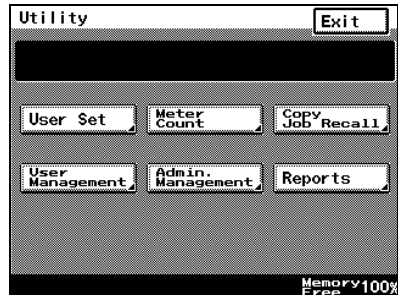 Utility
Exit
User Set
Meter
Count
Copy
Job Recall
User
Management
Admin.
Management
Reports
Memory
Free 100%